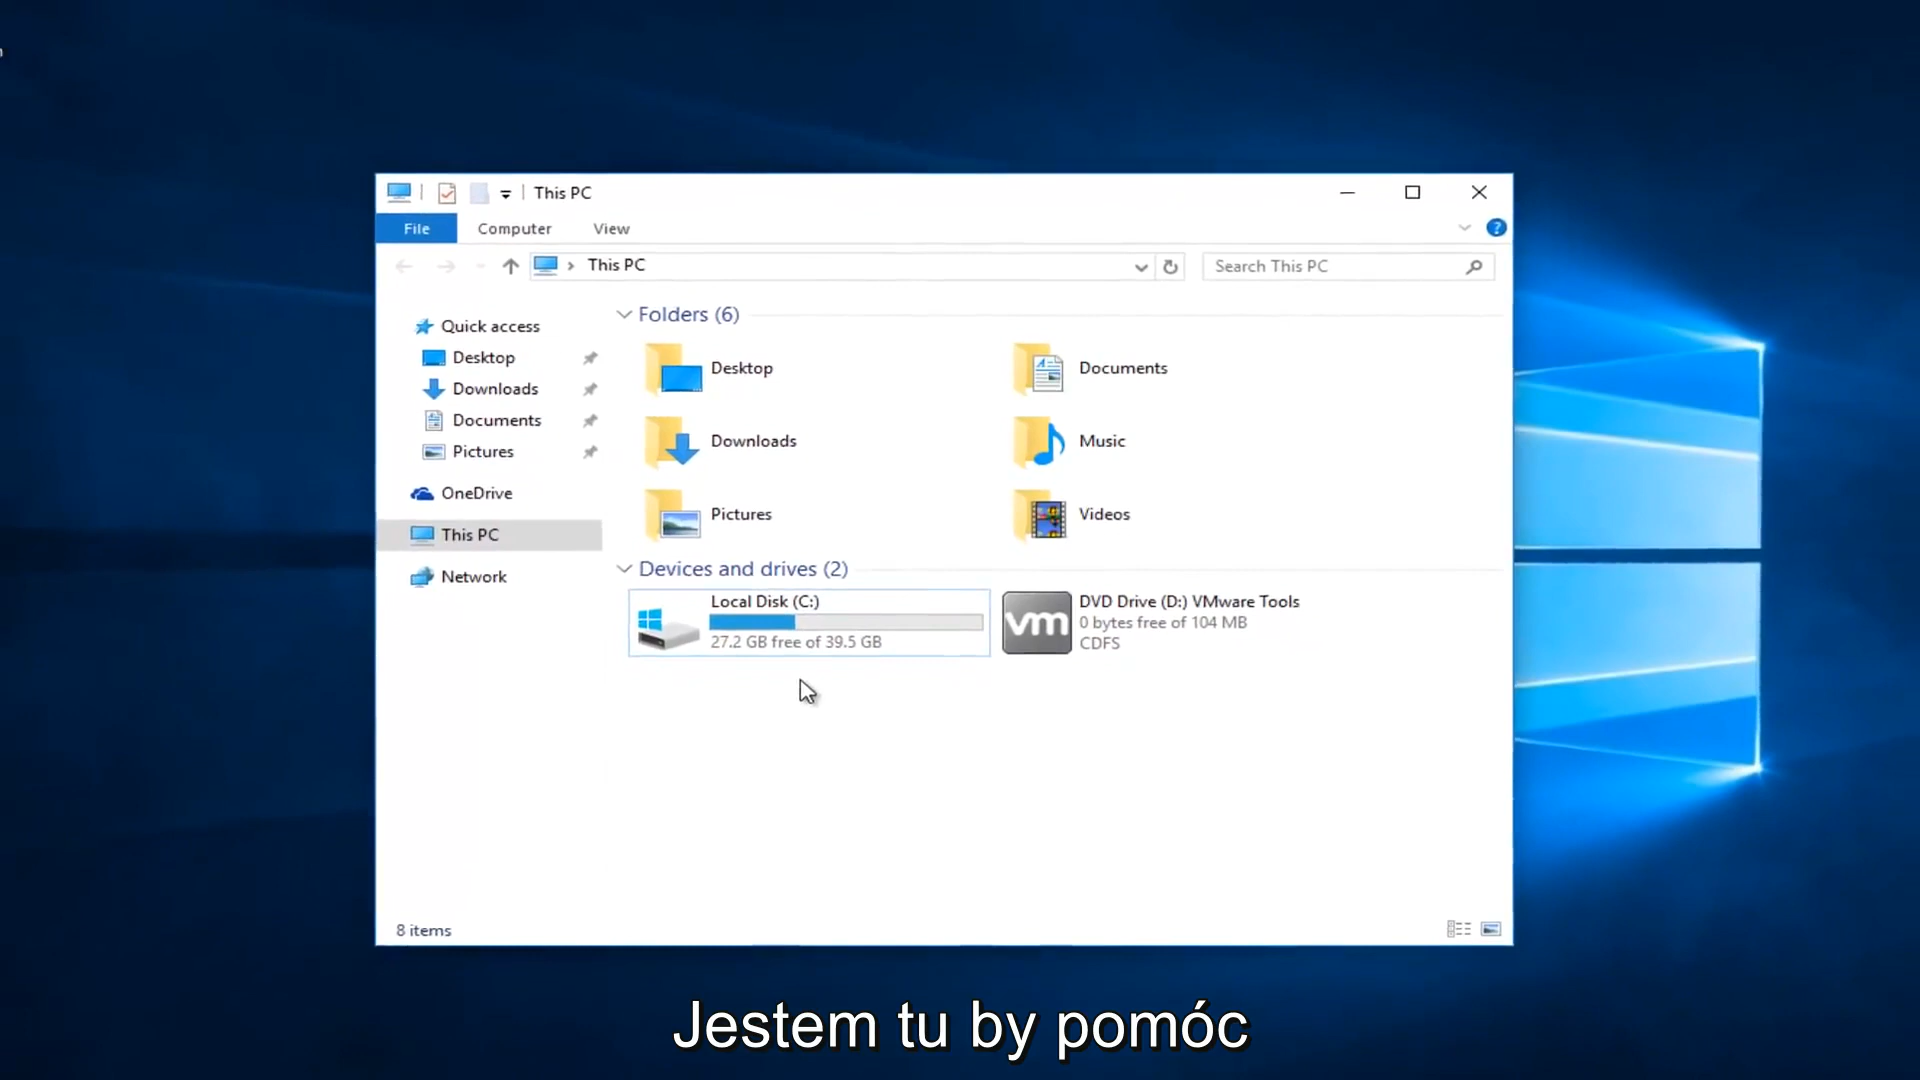 This PC
File Computer View
This PC
Search This PC
Quick access
Desktop
Downloads
Documents
Pictures
OneDrive
This PC
Network
Folders (6)
Desktop
Documents
Downloads
Music
Pictures
Videos
Devices and drives (2)
Local Disk (C:)
27.2 GB free of 39.5 GB
vm
DVD Drive (D:) VMware Tools
0 bytes free of 104 MB
CDFS
8 items
Jestem tu by pomóc